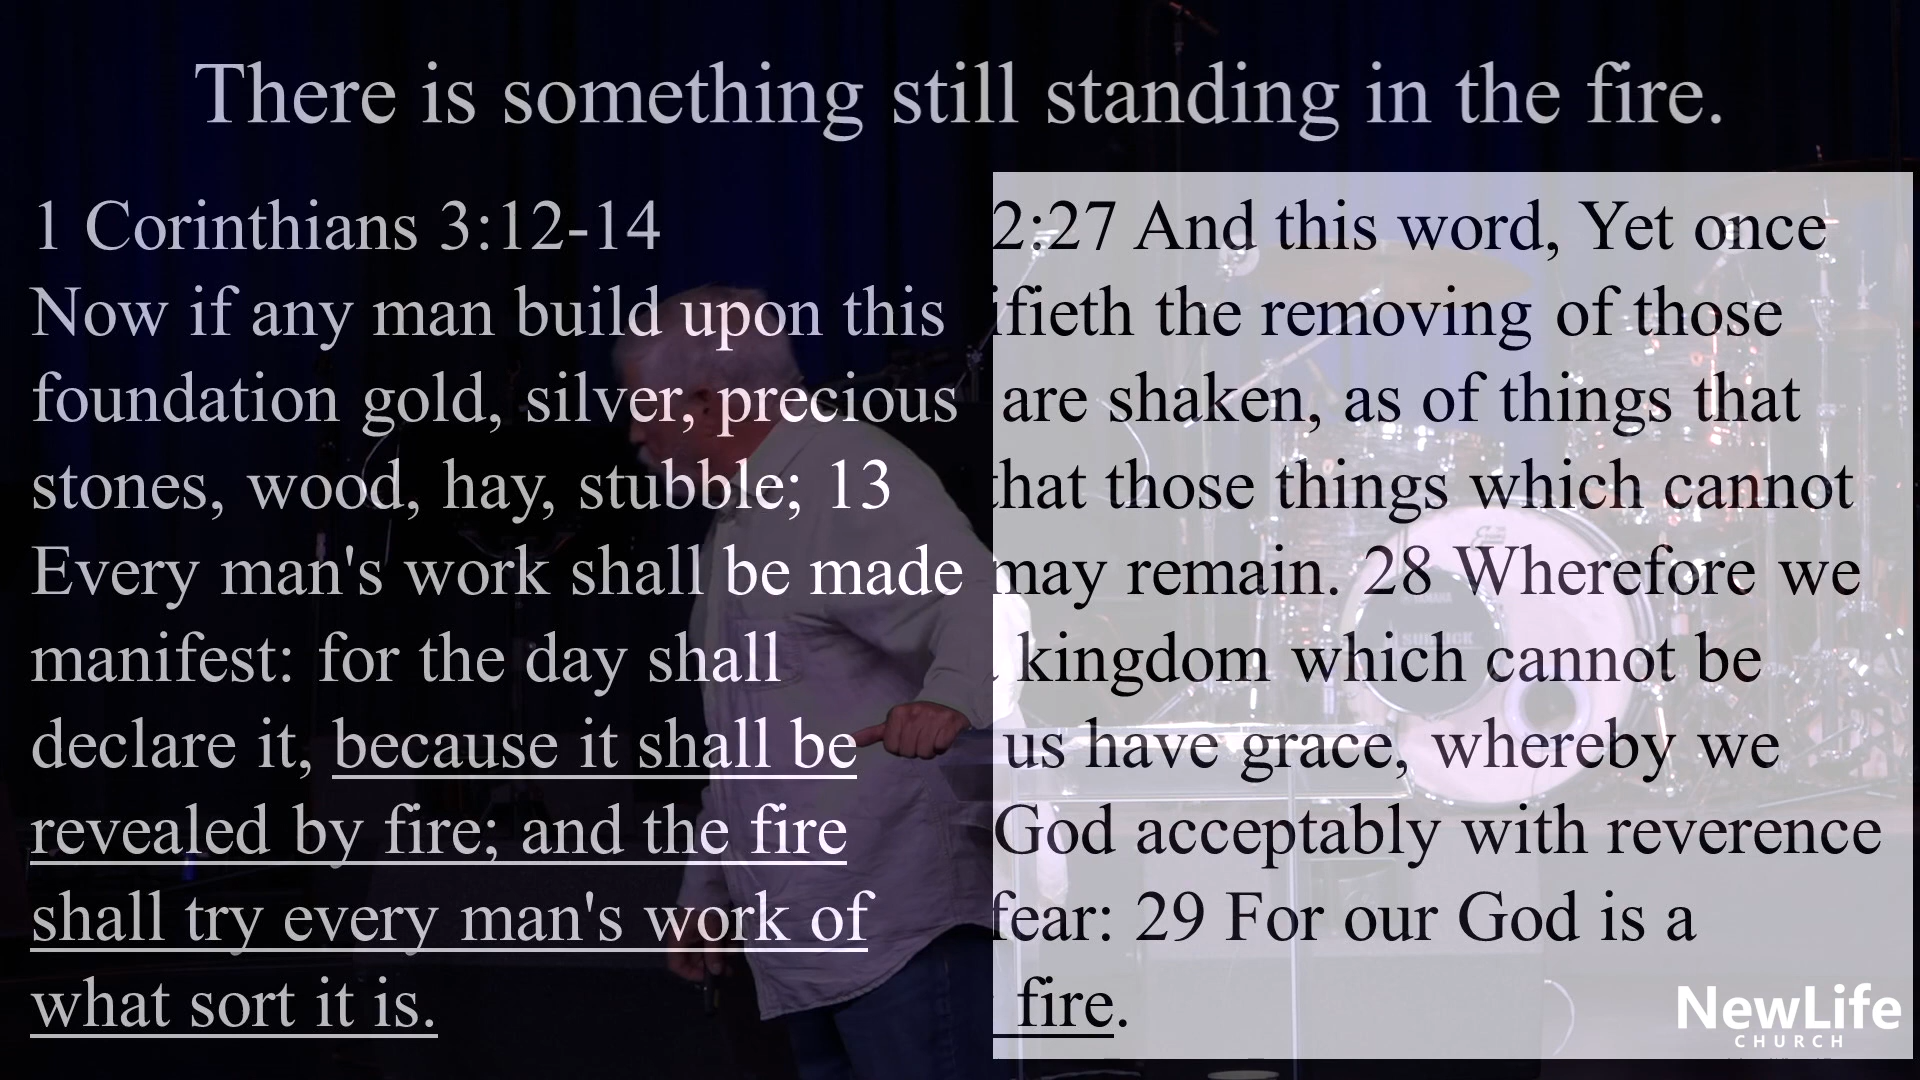 There is something still standing in the fire.
1 Corinthians 3:12-14
Now if any man build upon this
foundation gold, silver, precious
stones, wood, hay, stubble; 13
Every man's work shall be made
manifest: for the day shall
declare it, because it shall be
revealed by fire; and the fire
shall try every man's work of
what sort it is.
2:27 And this word, Yet once
ifieth the removing of those
are shaken, as of things that
that those things which cannot
may remain. 28 Wherefore we
kingdom which cannot be
us have grace, whereby we
God acceptably with reverence
fear: 29 For our God is a
fire.
NewLife
CHURCH